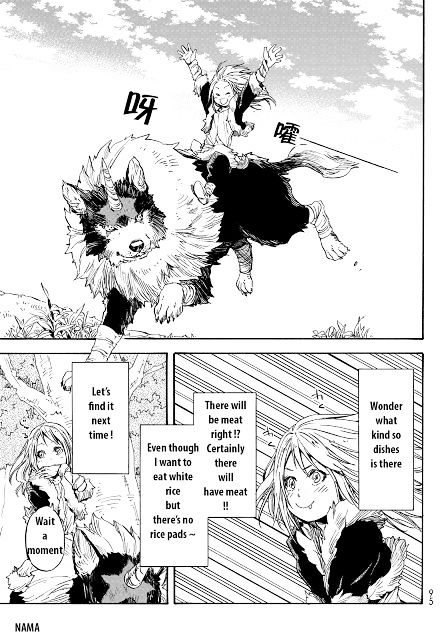 呀
嚯
Wonder
what
kind so
dishes
is there
There will
be meat
right !?
Certainly
there
will
have meat !!
Even though
I want to
eat white
rice
but
there's no
rice pads ~
Let's
find it
next
time !
Wait
a
moment
95
NAMA